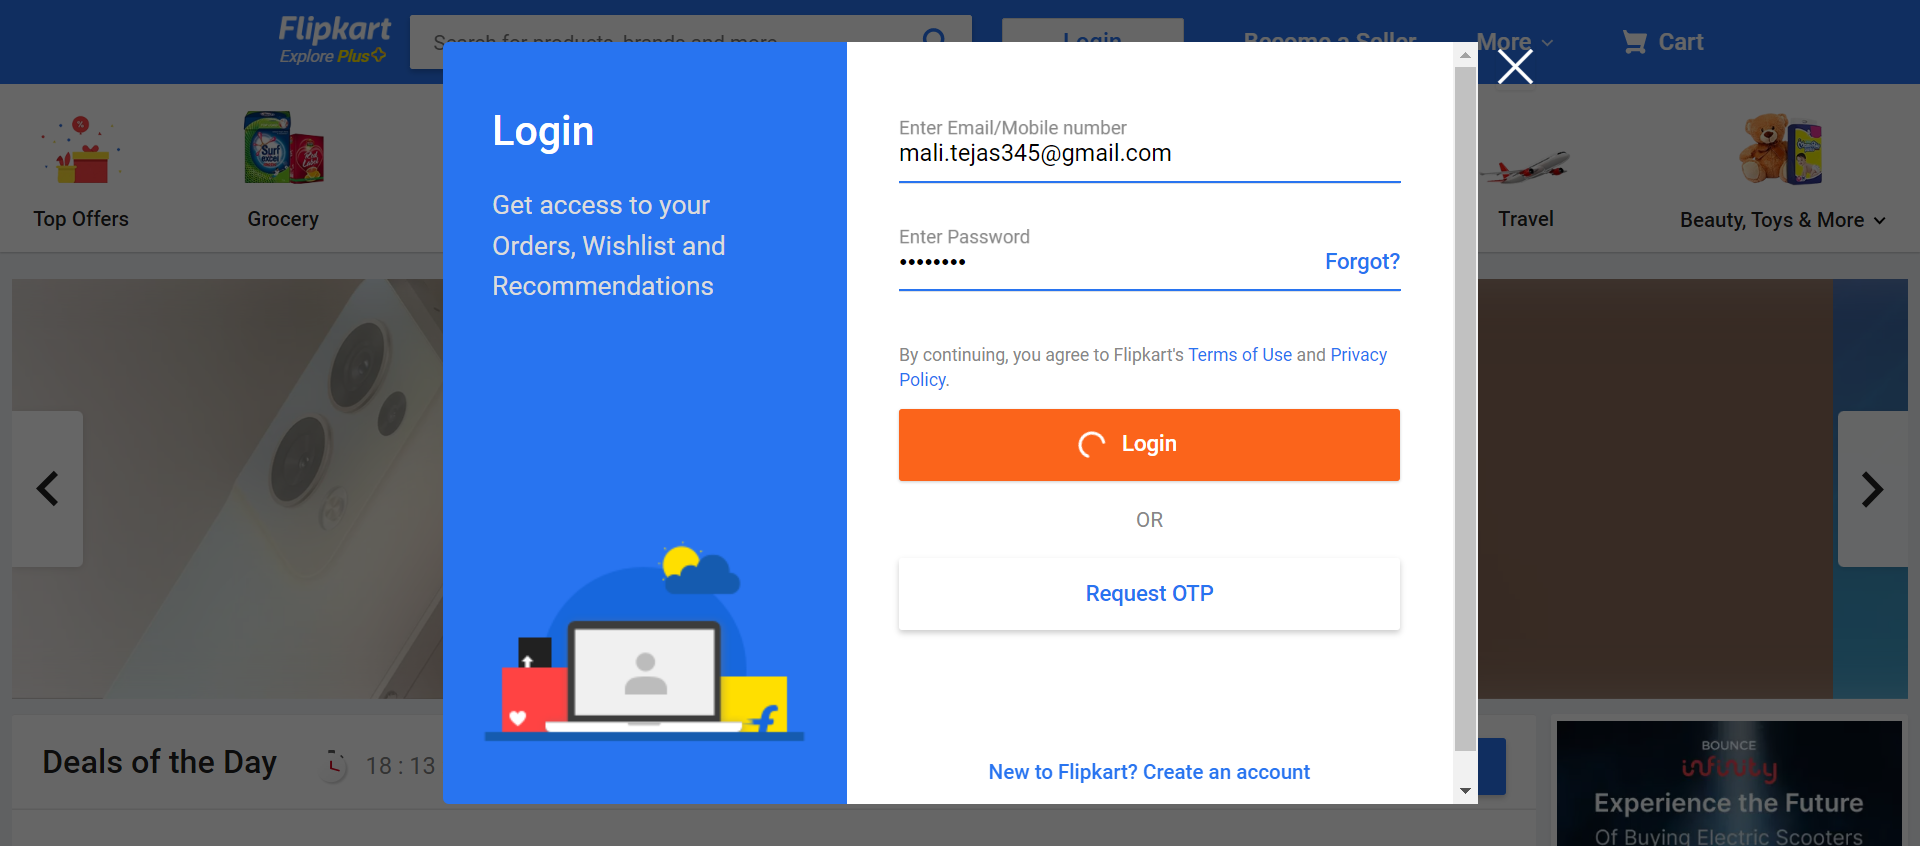 Flipkart
Explore Plus
Search for products, brands and more
Login
Become a Seller
More
Cart
Top Offers
Grocery
Travel
Beauty, Toys & More
Login
Get access to your
Orders, Wishlist and
Recommendations
Enter Email/Mobile number
mali.tejas345@gmail.com
Enter Password
••••••••
Forgot?
By continuing, you agree to Flipkart's Terms of Use and Privacy
Policy.
Login
OR
Request OTP
New to Flipkart? Create an account
Deals of the Day
18 : 13
BOUNCE
infinity
Experience the Future
Of Buying Electric Scooters